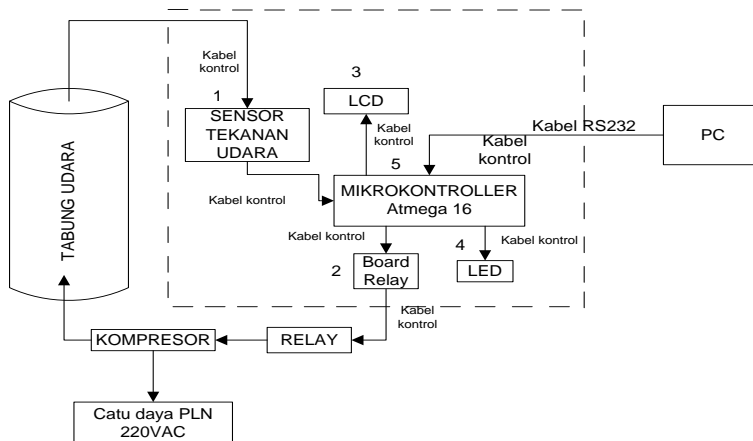 Kabel
kontrol
1
SENSOR
TEKANAN
UDARA
3
LCD
Kabel
kontrol
Kabel RS232
Kabel
kontrol
PC
5
MIKROKONTROLLER
Atmega 16
Kabel kontrol
TABUNG UDARA
Kabel kontrol
4
Kabel kontrol
2
Board
Relay
LED
Kabel
kontrol
KOMPRESOR
RELAY
Catu daya PLN
220VAC